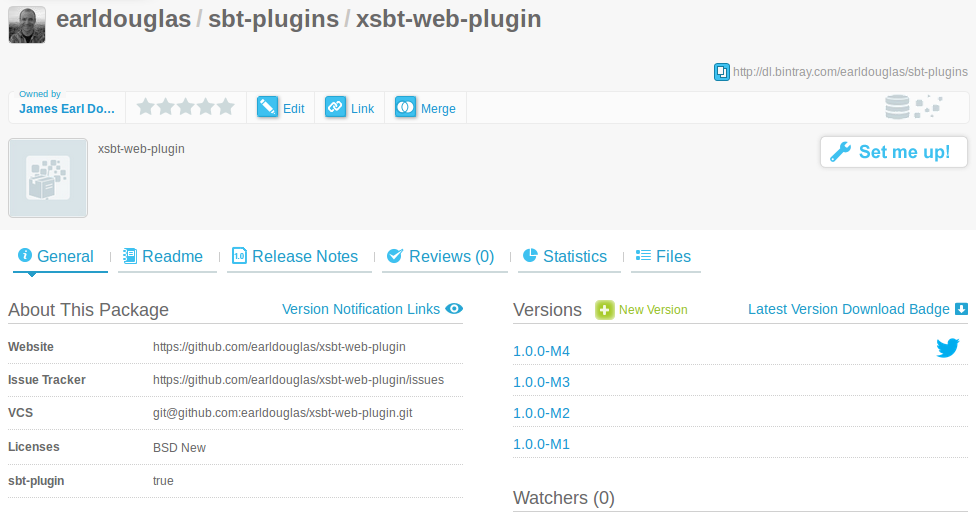 earldouglas / sbt-plugins / xsbt-web-plugin
http://dl.bintray.com/earldouglas/sbt-plugins
Owned by
James Earl Do...
Edit
Link
Merge
xsbt-web-plugin
Set me up!
General
Readme
1.0
Release Notes
Reviews (0)
Statistics
Files
About This Package
Version Notification Links
Website https://github.com/earldouglas/xsbt-web-plugin
Issue Tracker https://github.com/earldouglas/xsbt-web-plugin/issues
VCS git@github.com:earldouglas/xsbt-web-plugin.git
Licenses BSD New
sbt-plugin true
Versions
New Version
Latest Version Download Badge
1.0.0-M4
1.0.0-M3
1.0.0-M2
1.0.0-M1
Watchers (0)